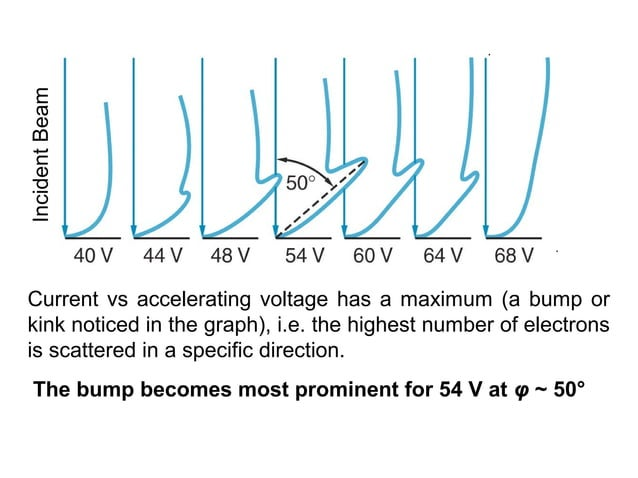 Incident Beam
50°
40 V 44 V 48 V 54 V 60 V 64 V 68 V
Current vs accelerating voltage has a maximum (a bump or
kink noticed in the graph), i.e. the highest number of electrons
is scattered in a specific direction.
The bump becomes most prominent for 54 V at φ ~ 50°